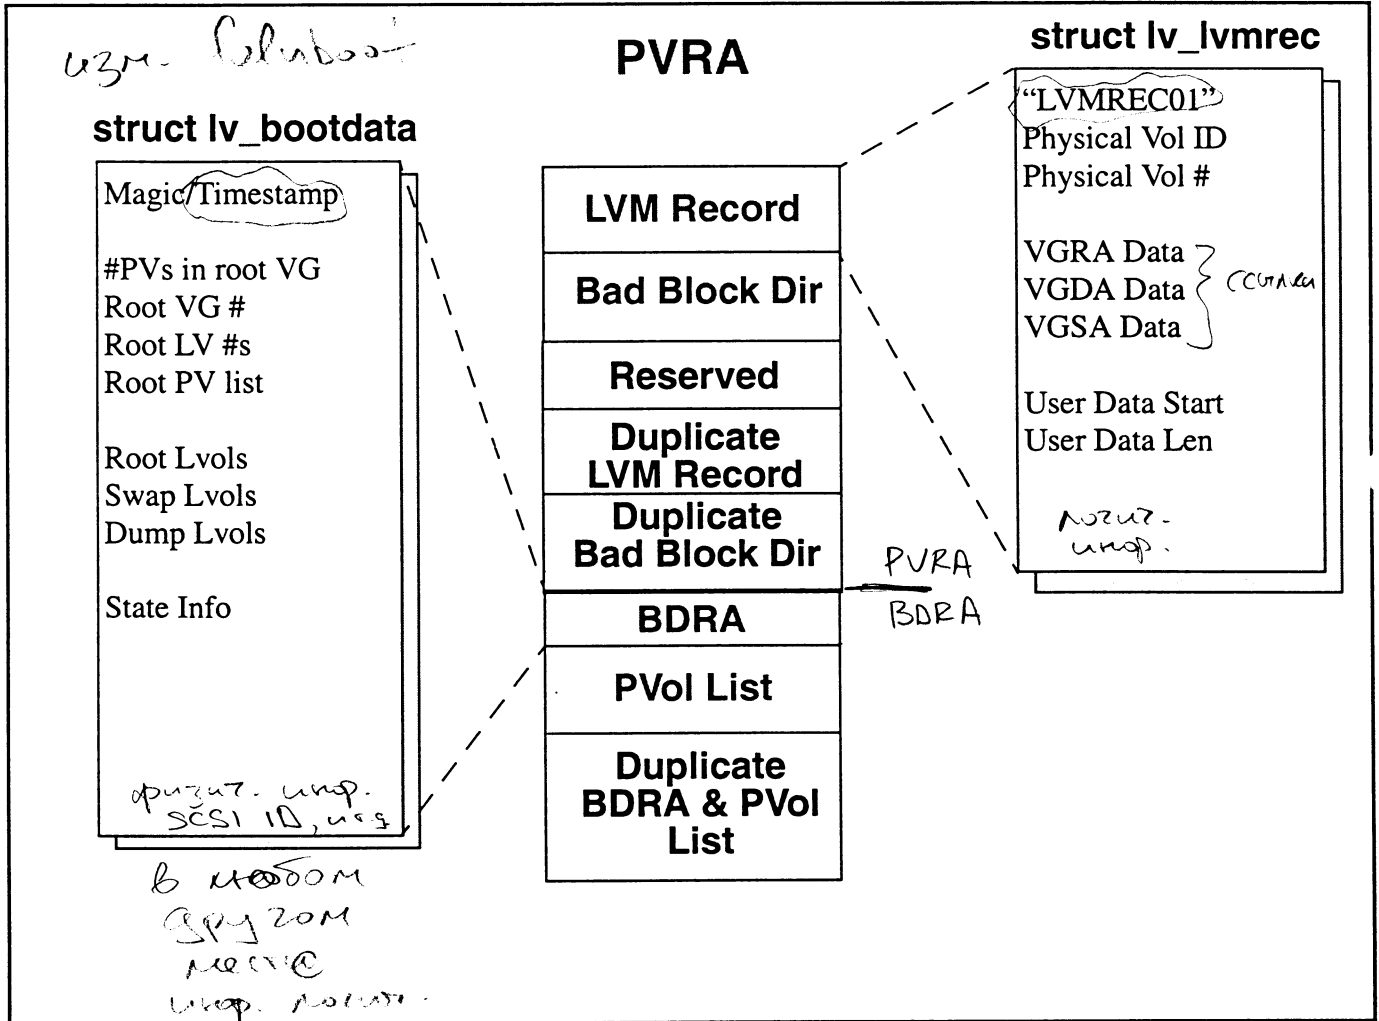 изм.
PVRA
struct lv_lvmrec
struct lv_bootdata
Magic/Timestamp
#PVs in root VG
Root VG #
Root LV #s
Root PV list
Root Lvols
Swap Lvols
Dump Lvols
State Info
физич. инфор.
SCSI ID,
в любом
другом
месте
инфор. логич.
LVM Record
Bad Block Dir
Reserved
Duplicate
LVM Record
Duplicate
Bad Block Dir
PVRA
BDRA
BDRA
PVol List
Duplicate
BDRA & PVol
List
“LVMREC01”
Physical Vol ID
Physical Vol #
VGRA Data
VGDA Data
VGSA Data
ссылки
User Data Start
User Data Len
логич.
инфор.